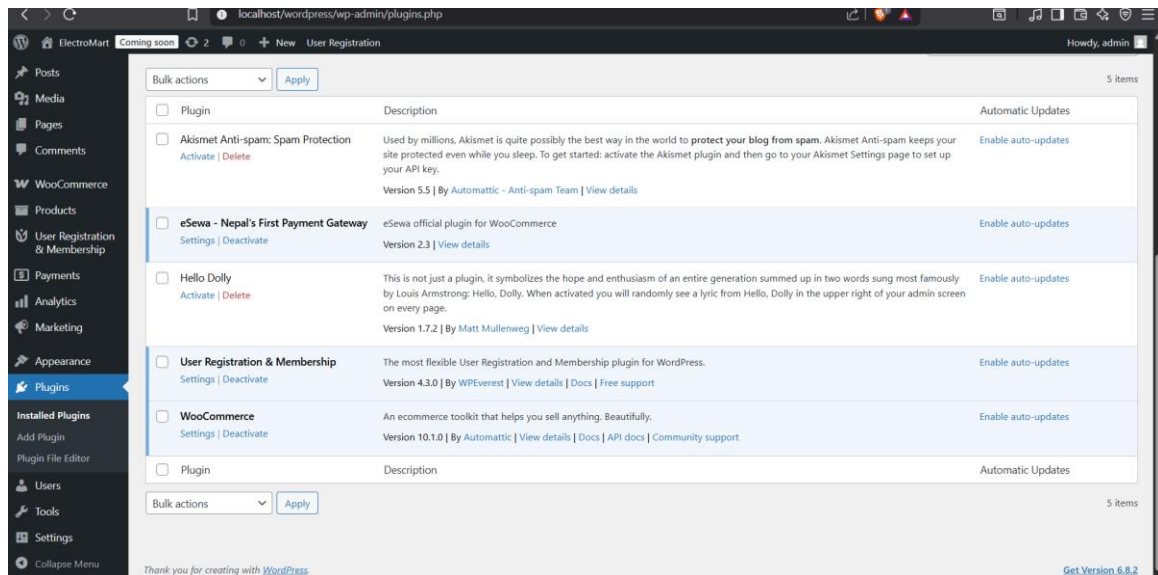 localhost/wordpress/wp-admin/plugins.php
ElectroMart Coming soon 2 0 + New User Registration
Howdy, admin
Posts
Media
Pages
Comments
WooCommerce
Products
User Registration
& Membership
Payments
Analytics
Marketing
Appearance
Plugins
Installed Plugins
Add Plugin
Plugin File Editor
Users
Tools
Settings
Collapse Menu
Bulk actions Apply
5 items
Plugin Description Automatic Updates
Akismet Anti-spam: Spam Protection
Activate | Delete
Used by millions, Akismet is quite possibly the best way in the world to protect your blog from spam. Akismet Anti-spam keeps your
site protected even while you sleep. To get started: activate the Akismet plugin and then go to your Akismet Settings page to set up
your API key.
Version 5.5 | By Automattic - Anti-spam Team | View details
Enable auto-updates
eSewa - Nepal's First Payment Gateway
Settings | Deactivate
eSewa official plugin for WooCommerce
Version 2.3 | View details
Enable auto-updates
Hello Dolly
Activate | Delete
This is not just a plugin, it symbolizes the hope and enthusiasm of an entire generation summed up in two words sung most famously
by Louis Armstrong: Hello, Dolly. When activated you will randomly see a lyric from Hello, Dolly in the upper right of your admin screen
on every page.
Version 1.7.2 | By Matt Mullenweg | View details
Enable auto-updates
User Registration & Membership
Settings | Deactivate
The most flexible User Registration and Membership plugin for WordPress.
Version 4.3.0 | By WPEverest | View details | Docs | Free support
Enable auto-updates
WooCommerce
Settings | Deactivate
An ecommerce toolkit that helps you sell anything. Beautifully.
Version 10.1.0 | By Automattic | View details | Docs | API docs | Community support
Enable auto-updates
Plugin Description Automatic Updates
Bulk actions Apply
5 items
Thank you for creating with WordPress.
Get Version 6.8.2